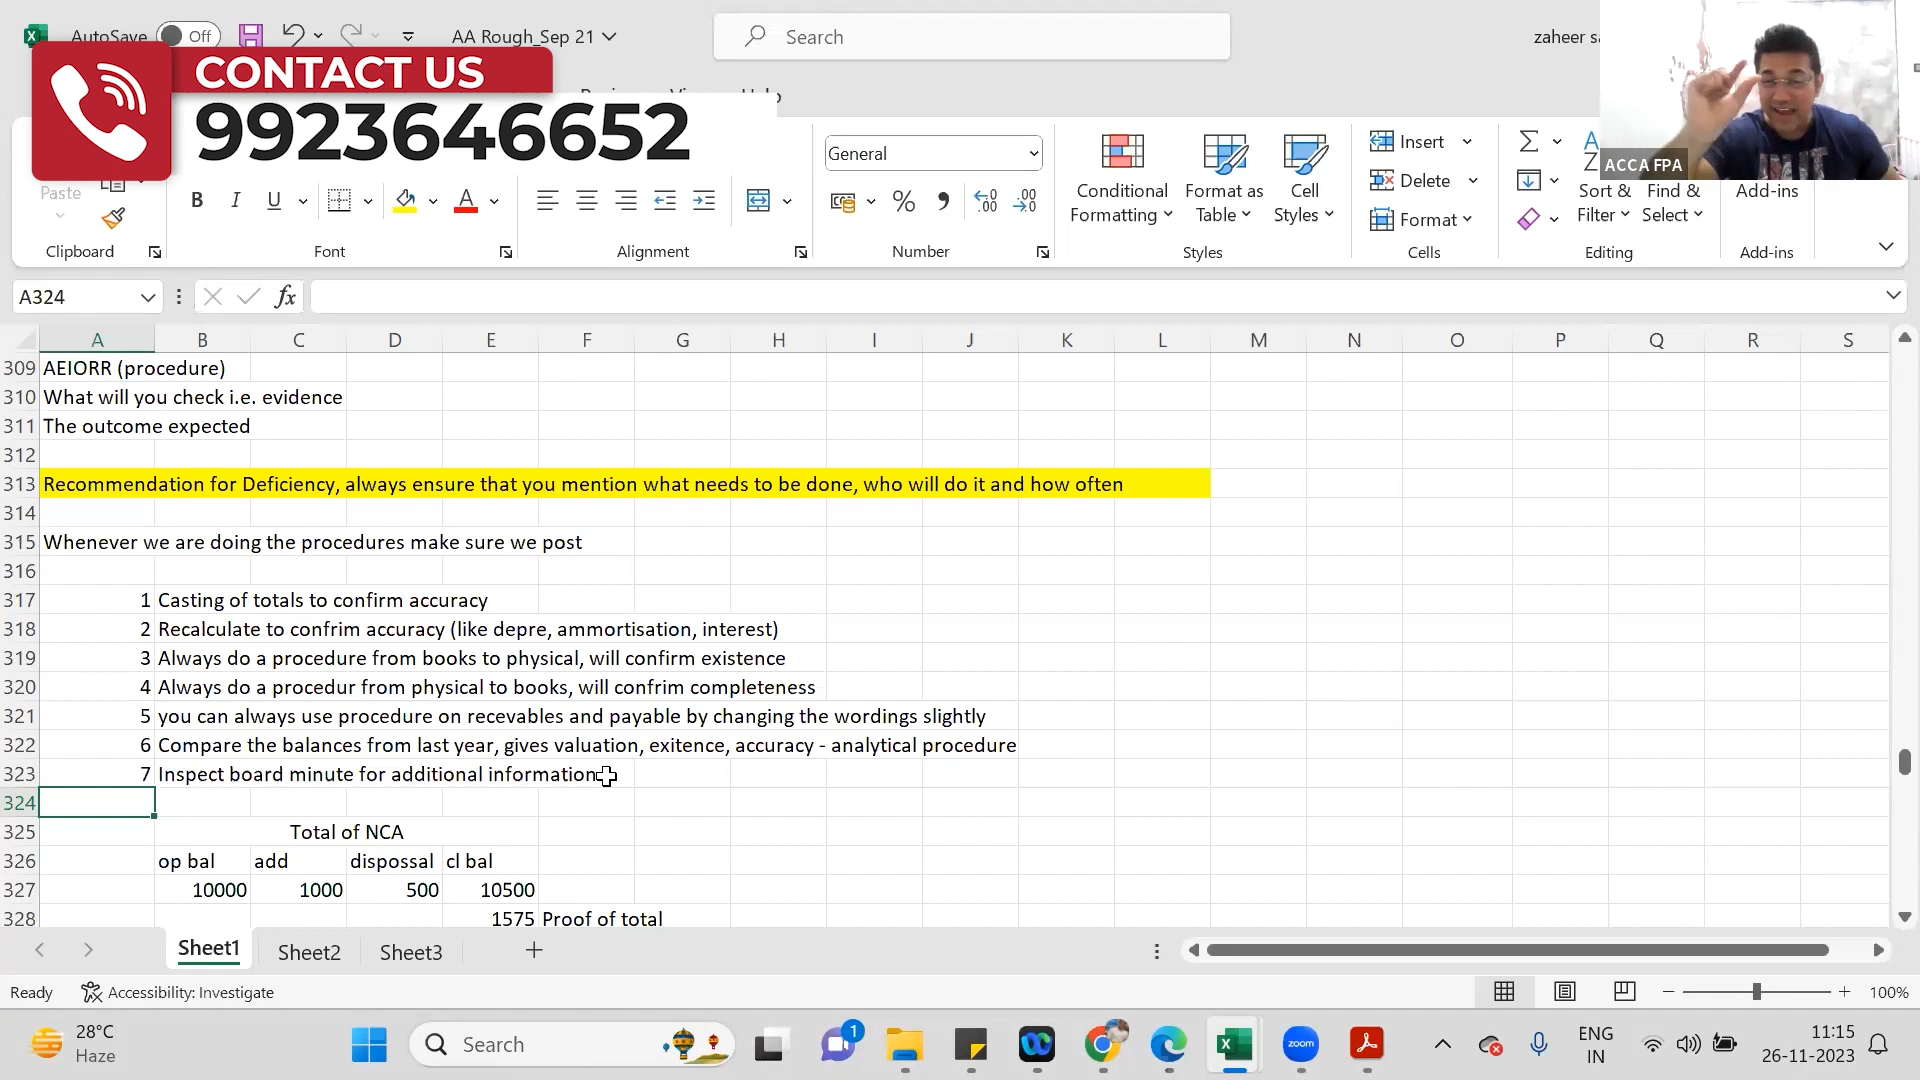 AutoSave
Off
AA Rough_Sep 21
Search
zaheer sa
CONTACT US
9923646652
ACCA FPA
Paste
B I U A
General
% 9
Conditional
Formatting
Format as
Table
Cell
Styles
Insert
Delete
Format
Sort &
Filter
Find &
Select
Add-ins
Clipboard
Font
Alignment
Number
Styles
Cells
Editing
Add-ins
A324
fx
A B C D E F G H I J K L M N O P Q R S
309 AEIORR (procedure)
310 What will you check i.e. evidence
311 The outcome expected
312
313 Recommendation for Deficiency, always ensure that you mention what needs to be done, who will do it and how often
314
315 Whenever we are doing the procedures make sure we post
316
317 1 Casting of totals to confirm accuracy
318 2 Recalculate to confrim accuracy (like depre, ammortisation, interest)
319 3 Always do a procedure from books to physical, will confirm existence
320 4 Always do a procedur from physical to books, will confrim completeness
321 5 you can always use procedure on recevables and payable by changing the wordings slightly
322 6 Compare the balances from last year, gives valuation, exitence, accuracy - analytical procedure
323 7 Inspect board minute for additional information
324
325 Total of NCA
326 op bal add dispossal cl bal
327 10000 1000 500 10500
328 1575 Proof of total
Sheet1 Sheet2 Sheet3
Ready
Accessibility: Investigate
100%
28°C
Haze
Search
1
zoom
ENG
IN
11:15
26-11-2023